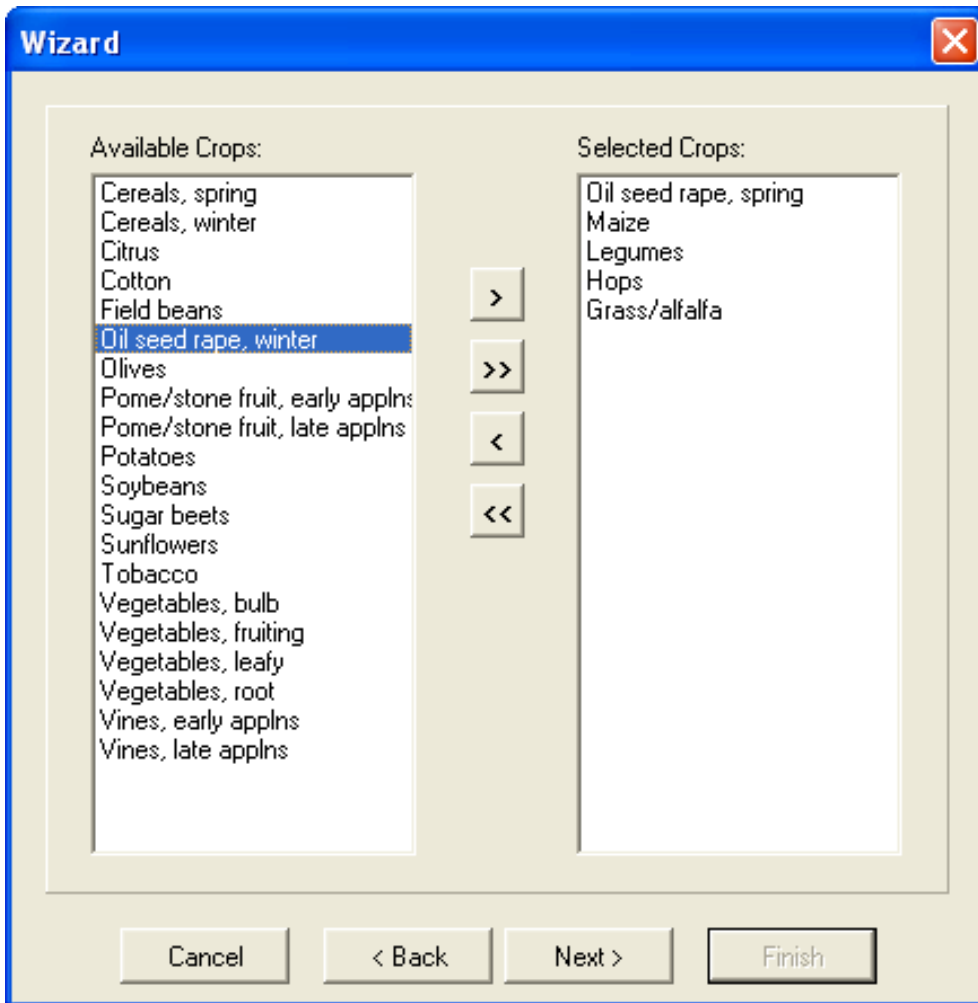 Wizard
Available Crops:
Cereals, spring
Cereals, winter
Citrus
Cotton
Field beans
Oil seed rape, winter
Olives
Pome/stone fruit, early applns
Pome/stone fruit, late applns
Potatoes
Soybeans
Sugar beets
Sunflowers
Tobacco
Vegetables, bulb
Vegetables, fruiting
Vegetables, leafy
Vegetables, root
Vines, early applns
Vines, late applns
>
>>
<
<<
Selected Crops:
Oil seed rape, spring
Maize
Legumes
Hops
Grass/alfalfa
Cancel
< Back
Next >
Finish